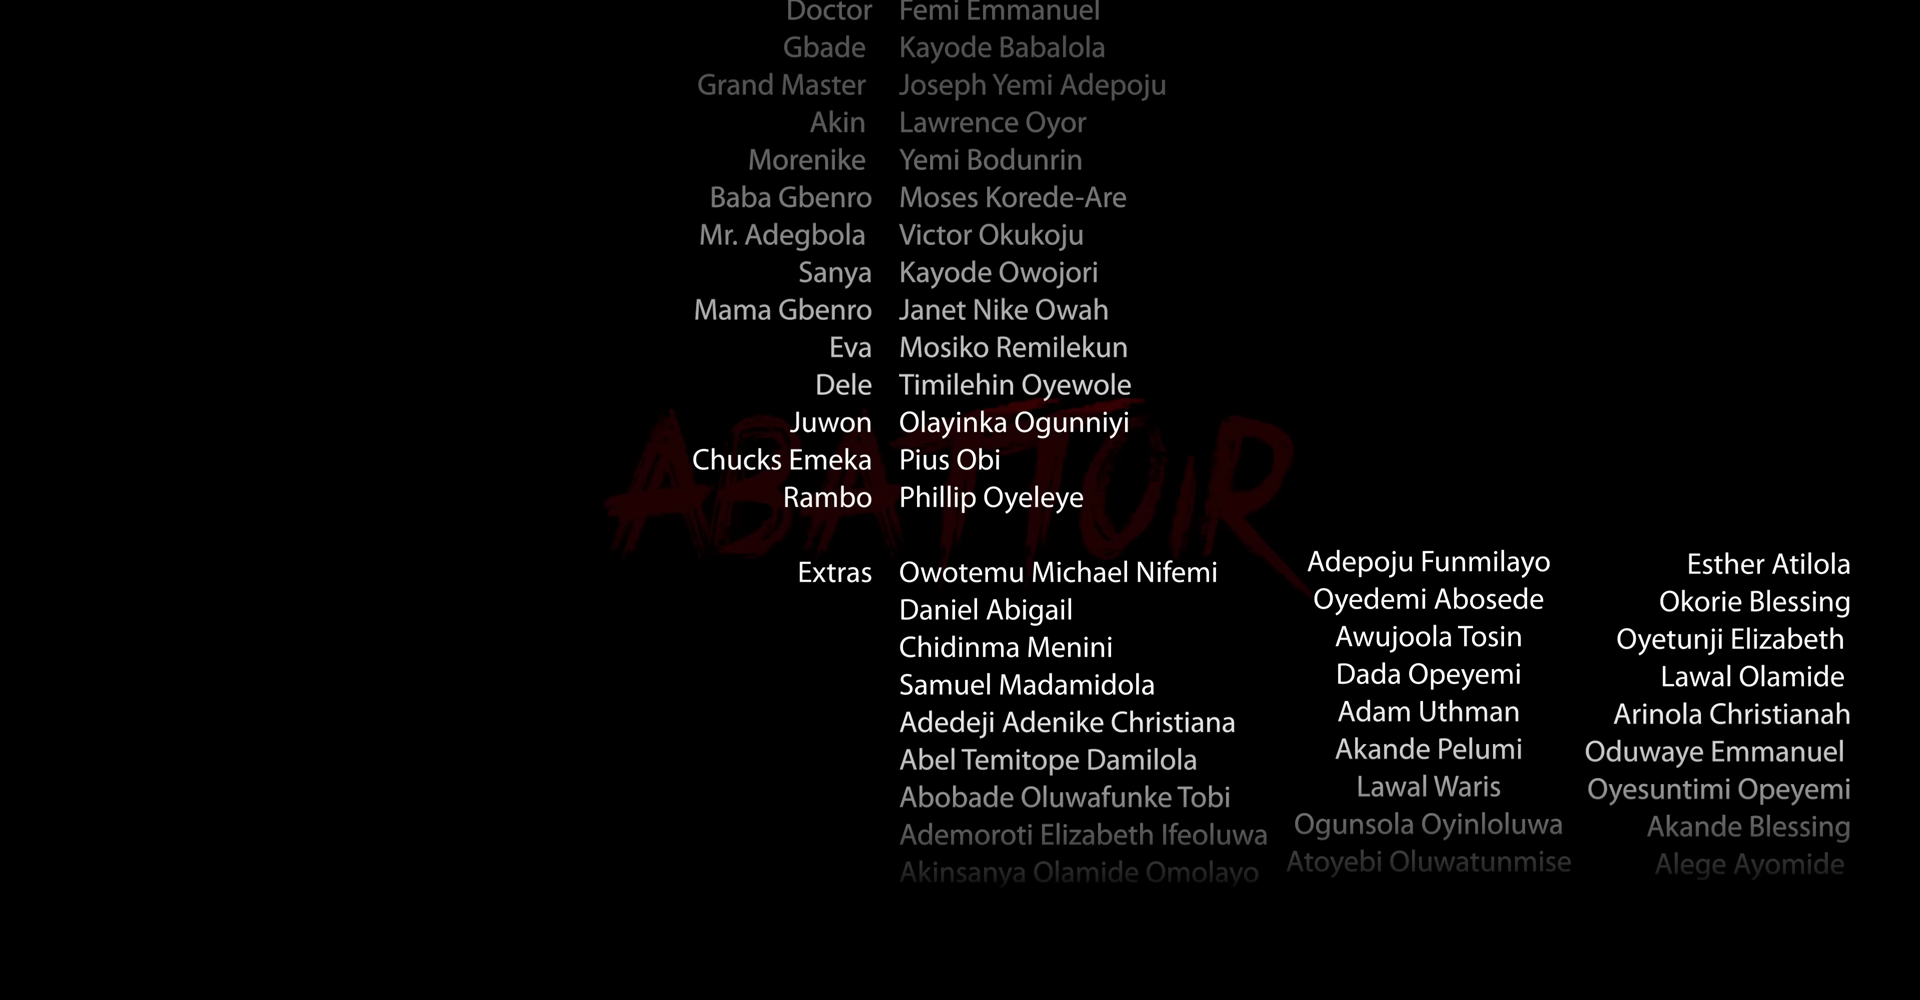 Doctor Femi Emmanuel
Gbade Kayode Babalola
Grand Master Joseph Yemi Adepoju
Akin Lawrence Oyor
Morenike Yemi Bodunrin
Baba Gbenro Moses Korede-Are
Mr. Adegbola Victor Okukoju
Sanya Kayode Owojori
Mama Gbenro Janet Nike Owah
Eva Mosiko Remilekun
Dele Timilehin Oyewole
Juwon Olayinka Ogunniyi
Chucks Emeka Pius Obi
Rambo Phillip Oyeleye
ABATTOIR
Extras Owotemu Michael Nifemi
Daniel Abigail
Chidinma Menini
Samuel Madamidola
Adedeji Adenike Christiana
Abel Temitope Damilola
Abobade Oluwafunke Tobi
Ademoroti Elizabeth Ifeoluwa
Akinsanya Olamide Omolayo
Adepoju Funmilayo
Oyedemi Abosede
Awujoola Tosin
Dada Opeyemi
Adam Uthman
Akande Pelumi
Lawal Waris
Ogunsola Oyinloluwa
Atoyebi Oluwatunmise
Esther Atilola
Okorie Blessing
Oyetunji Elizabeth
Lawal Olamide
Arinola Christianah
Oduwaye Emmanuel
Oyesuntimi Opeyemi
Akande Blessing
Alege Ayomide